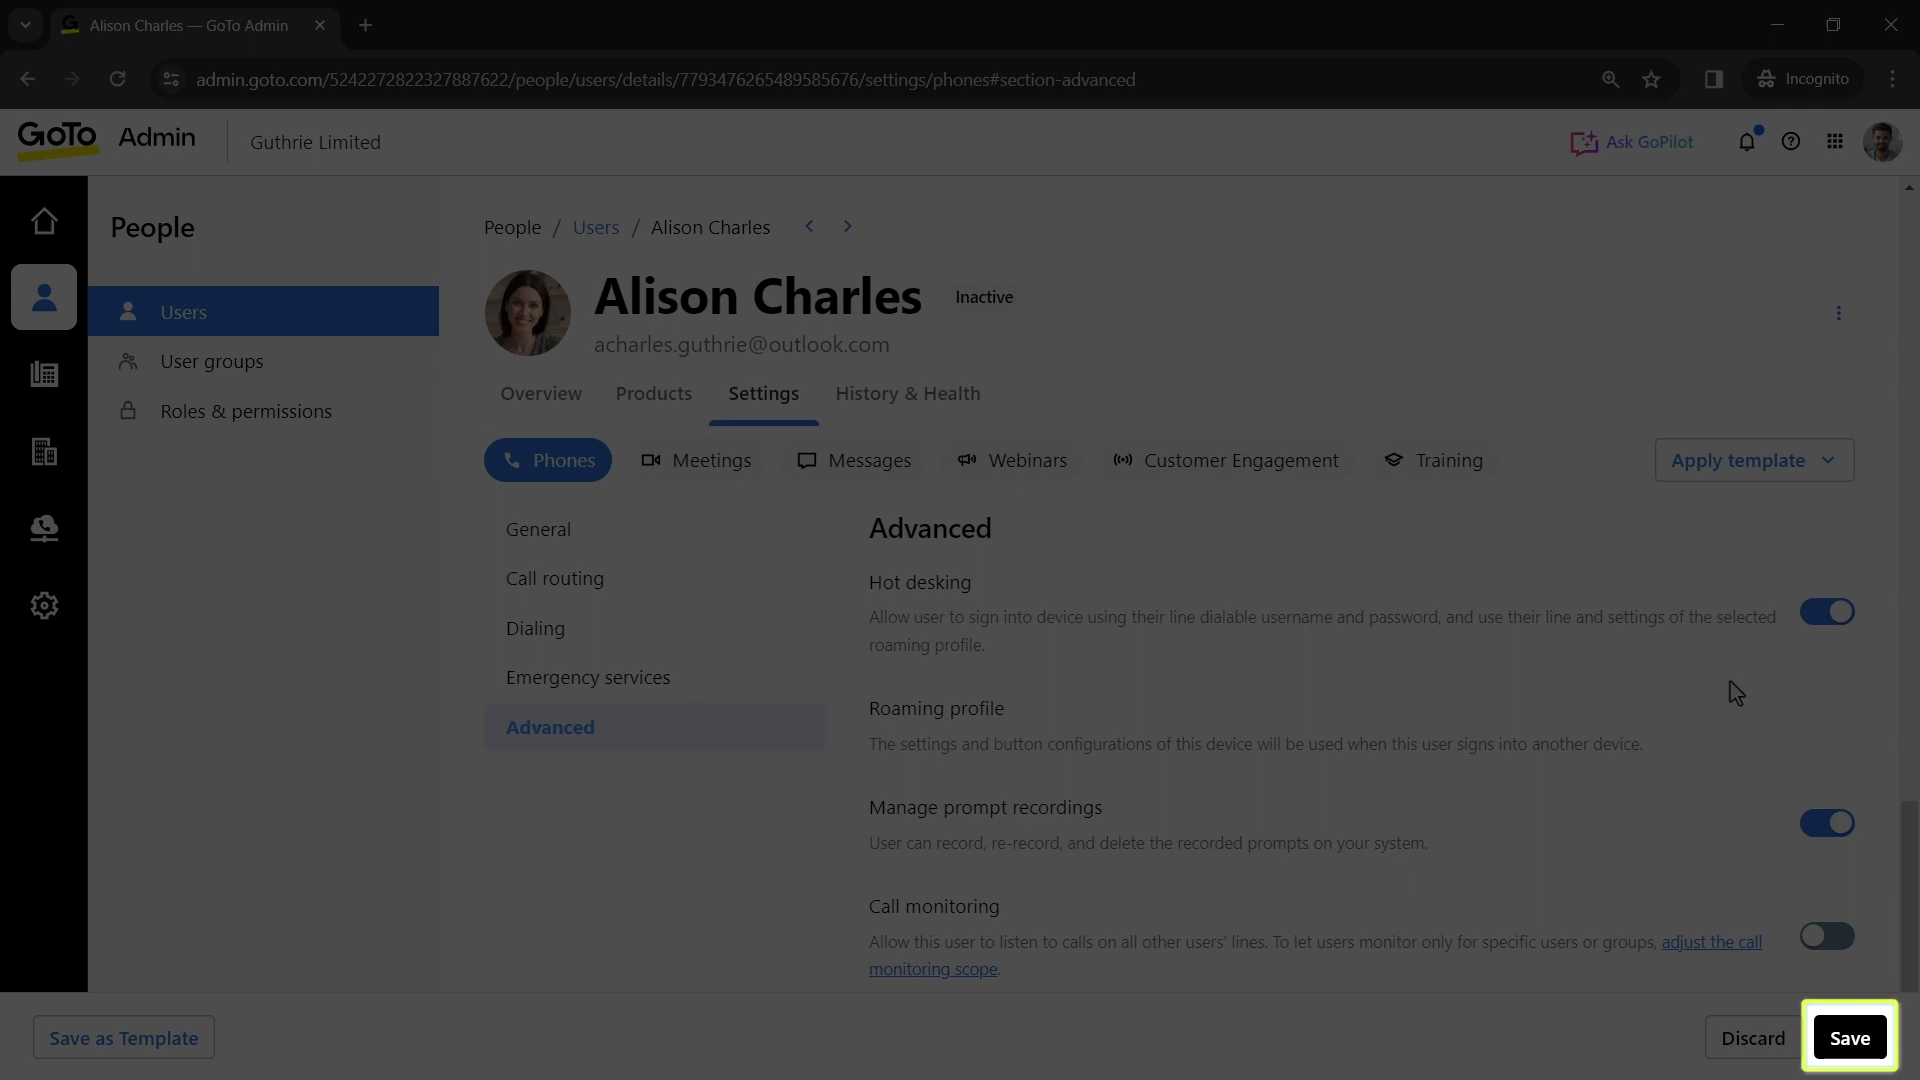 Alison Charles — GoTo Admin
admin.goto.com/5242272822327887622/people/users/details/7793476265489585676/settings/phones#section-advanced
Incognito
GoTo Admin
Guthrie Limited
Ask GoPilot
People
Users
User groups
Roles & permissions
People / Users / Alison Charles
Alison Charles
Inactive
acharles.guthrie@outlook.com
Overview
Products
Settings
History & Health
Phones
Meetings
Messages
Webinars
Customer Engagement
Training
Apply template
General
Call routing
Dialing
Emergency services
Advanced
Advanced
Hot desking
Allow user to sign into device using their line dialable username and password, and use their line and settings of the selected
roaming profile.
Roaming profile
The settings and button configurations of this device will be used when this user signs into another device.
Manage prompt recordings
User can record, re-record, and delete the recorded prompts on your system.
Call monitoring
Allow this user to listen to calls on all other users' lines. To let users monitor only for specific users or groups, adjust the call
monitoring scope.
Save as Template
Discard
Save